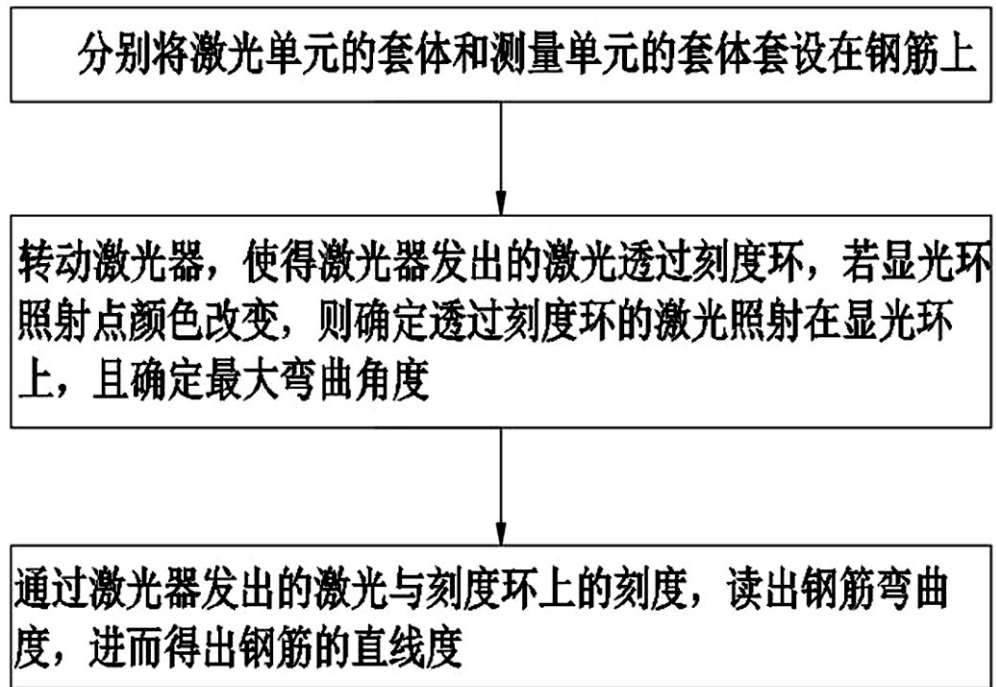 分别将激光单元的套体和测量单元的套体套设在钢筋上
转动激光器，使得激光器发出的激光透过刻度环，若显光环
照射点颜色改变，则确定透过刻度环的激光照射在显光环
上，且确定最大弯曲角度
通过激光器发出的激光与刻度环上的刻度，读出钢筋弯曲
度，进而得出钢筋的直线度